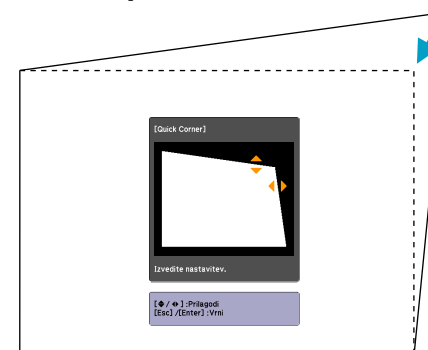 [Quick Corner]
Izvedite nastavitev.
[ / ] :Prilagodi
[Esc] /[Enter] :Vrni